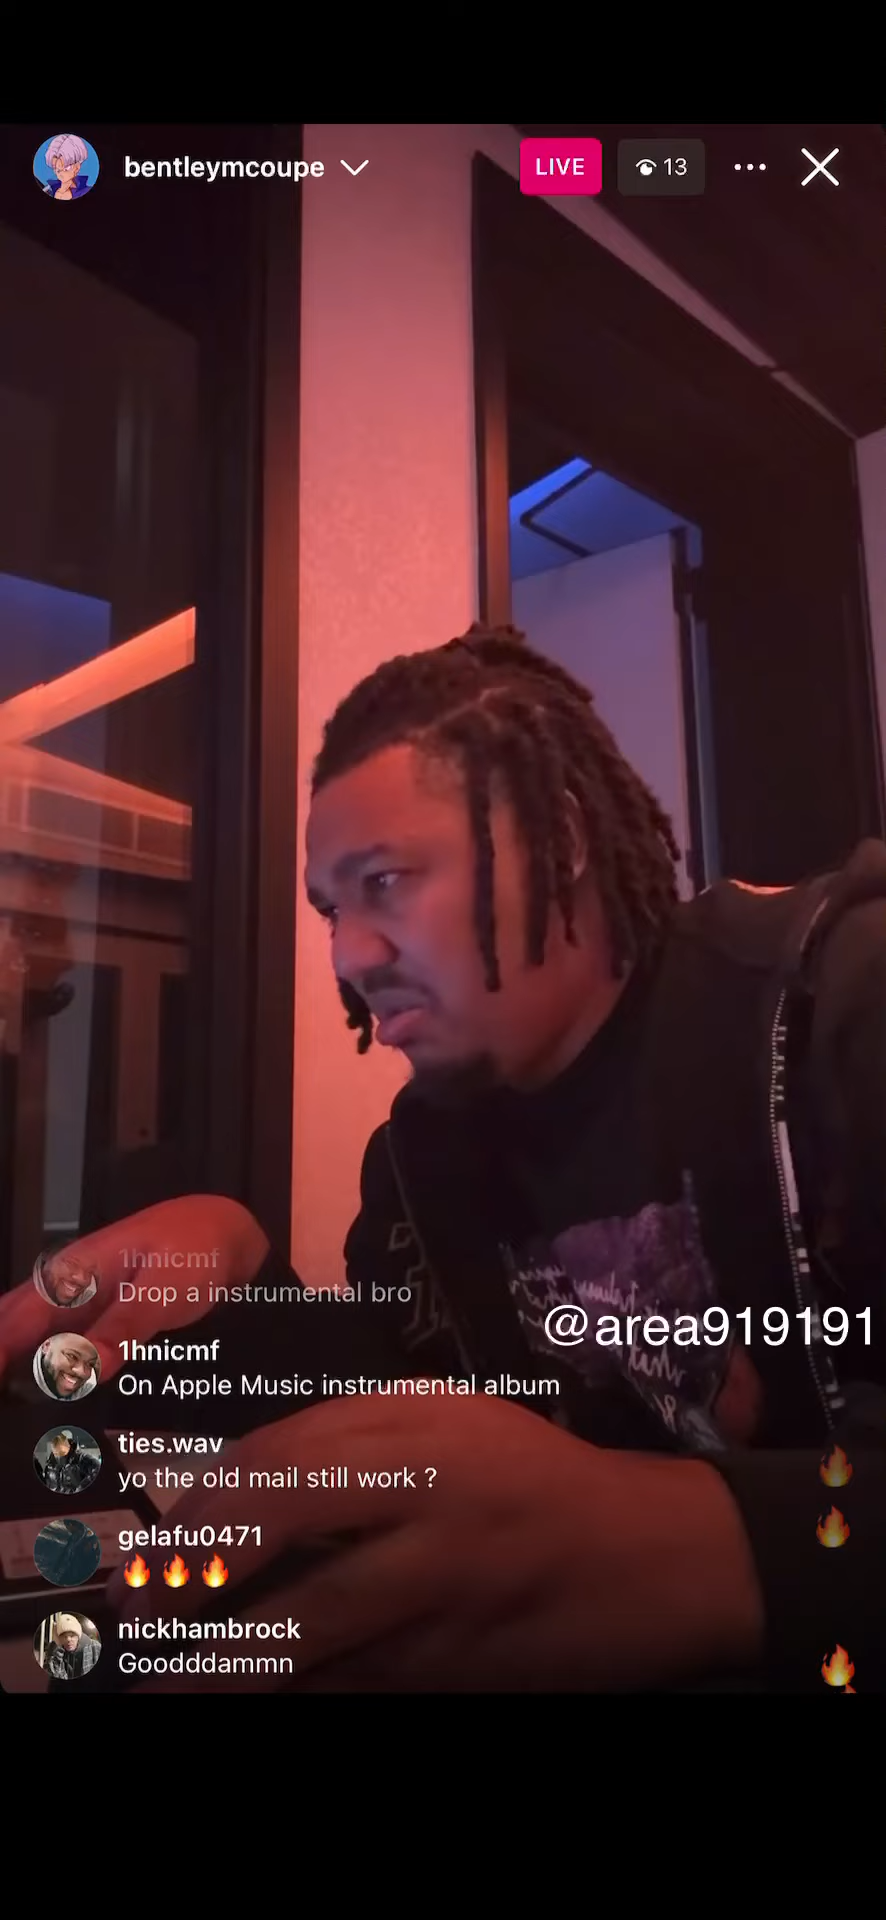 bentleymcoupe
LIVE
13
1hnicmf
Drop a instrumental bro
1hnicmf
On Apple Music instrumental album
@area919191
ties.wav
yo the old mail still work ?
gelafu0471
🔥 🔥 🔥
nickhambrock
Goodddammn